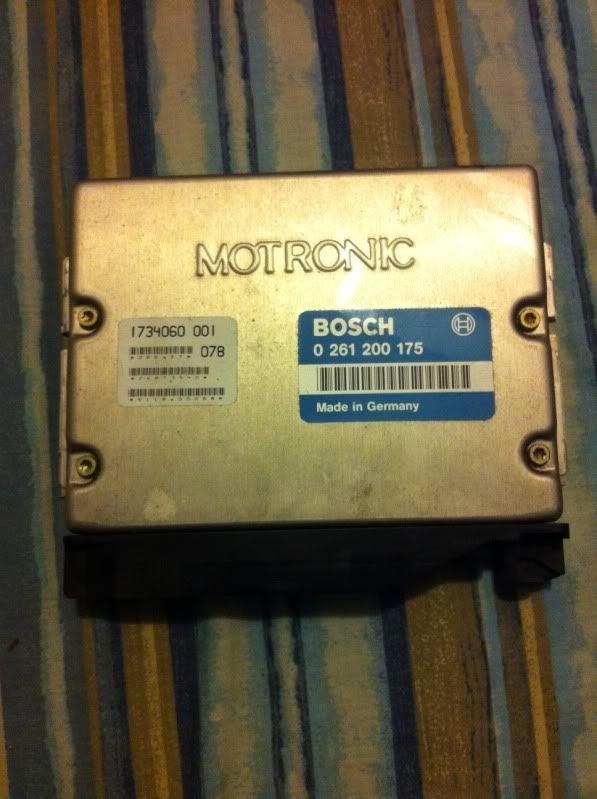 MOTRONIC
1734060 001
078
BOSCH
0 261 200 175
Made in Germany